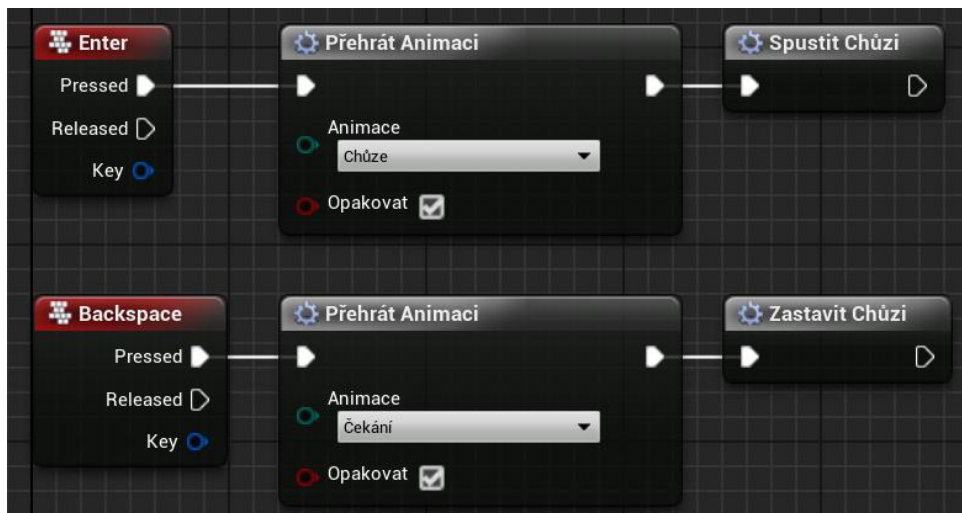 Enter
Pressed
Released
Key
Přehrát Animaci
Animace
Chůze
Opakovat
Spustit Chůzi
Backspace
Pressed
Released
Key
Přehrát Animaci
Animace
Čekání
Opakovat
Zastavit Chůzi